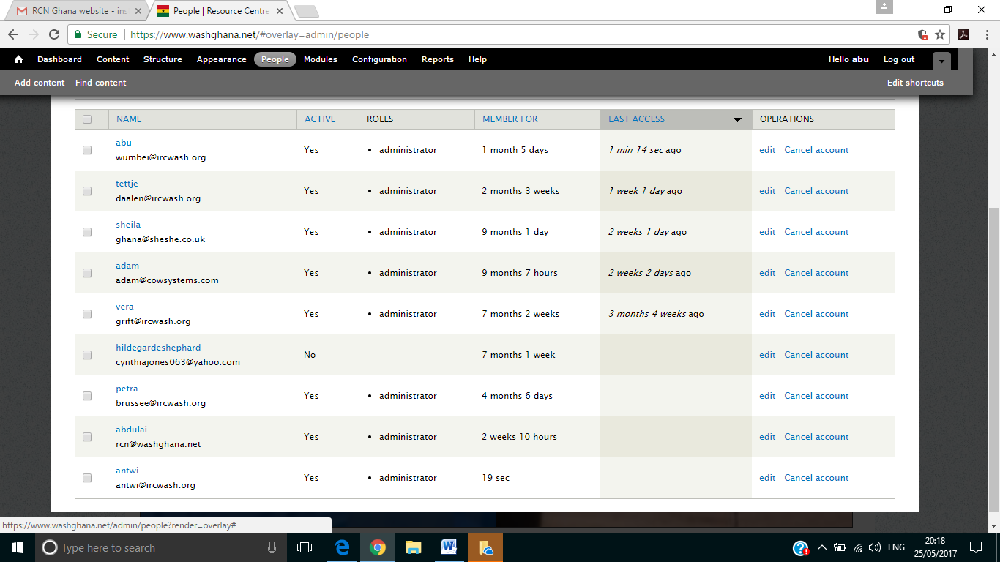 RCN Ghana website - ins
People | Resource Centre
Secure
https://www.washghana.net/#overlay=admin/people
Dashboard Content Structure Appearance People Modules Configuration Reports Help Hello abu Log out
Add content Find content Edit shortcuts
NAME ACTIVE ROLES MEMBER FOR LAST ACCESS OPERATIONS
abu
wumbei@ircwash.org Yes • administrator 1 month 5 days 1 min 14 sec ago edit Cancel account
tettje
daalen@ircwash.org Yes • administrator 2 months 3 weeks 1 week 1 day ago edit Cancel account
sheila
ghana@sheshe.co.uk Yes • administrator 9 months 1 day 2 weeks 1 day ago edit Cancel account
adam
adam@cowsystems.com Yes • administrator 9 months 7 hours 2 weeks 2 days ago edit Cancel account
vera
grift@ircwash.org Yes • administrator 7 months 2 weeks 3 months 4 weeks ago edit Cancel account
hildegardeshephard
cynthiajones063@yahoo.com No 7 months 1 week edit Cancel account
petra
brussee@ircwash.org Yes • administrator 4 months 6 days edit Cancel account
abdulai
rcn@washghana.net Yes • administrator 2 weeks 10 hours edit Cancel account
antwi
antwi@ircwash.org Yes • administrator 19 sec edit Cancel account
https://www.washghana.net/admin/people?render=overlay#
Type here to search
ENG
20:18
25/05/2017